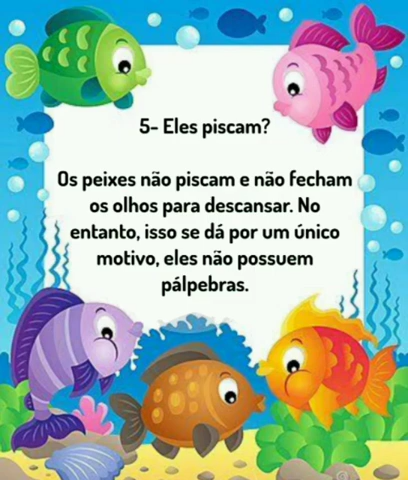 5- Eles piscam?
Os peixes não piscam e não fecham
os olhos para descansar. No
entanto, isso se dá por um único
motivo, eles não possuem
pálpebras.